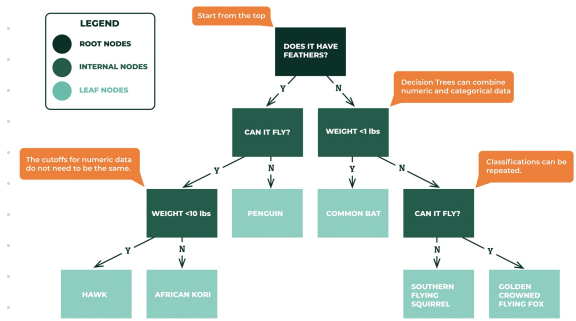 LEGEND
ROOT NODES
INTERNAL NODES
LEAF NODES
Start from the top
DOES IT HAVE
FEATHERS?
Y
N
Decision Trees can combine
numeric and categorical data
CAN IT FLY?
WEIGHT <1 lbs
The cutoffs for numeric data
do not need to be the same.
Y
N
Y
N
Classifications can be
repeated.
WEIGHT <10 lbs
PENGUIN
COMMON BAT
CAN IT FLY?
Y
N
N
Y
HAWK
AFRICAN KORI
SOUTHERN
FLYING
SQUIRREL
GOLDEN
CROWNED
FLYING FOX